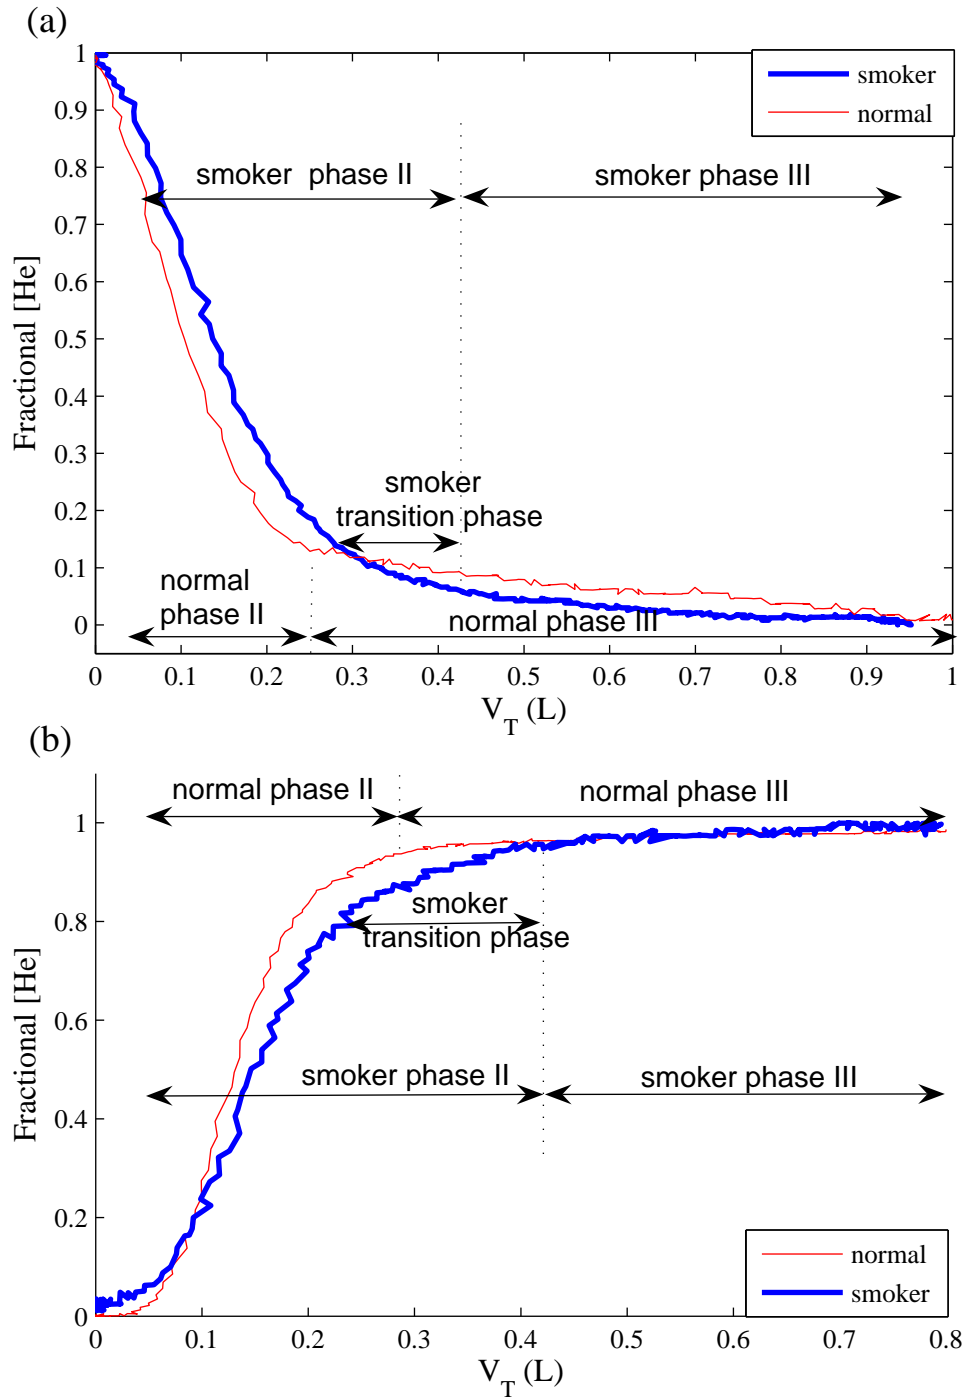 (a)
1
0.9
0.8
0.7
0.6
0.5
0.4
0.3
0.2
0.1
0
Fractional [He]
smoker
normal
smoker phase II
smoker phase III
smoker
transition phase
normal
phase II
normal phase III
0 0.1 0.2 0.3 0.4 0.5 0.6 0.7 0.8 0.9 1
V_T (L)
(b)
1
0.8
0.6
0.4
0.2
0
Fractional [He]
normal phase II
normal phase III
smoker
transition phase
smoker phase II
smoker phase III
normal
smoker
0 0.1 0.2 0.3 0.4 0.5 0.6 0.7 0.8
V_T (L)